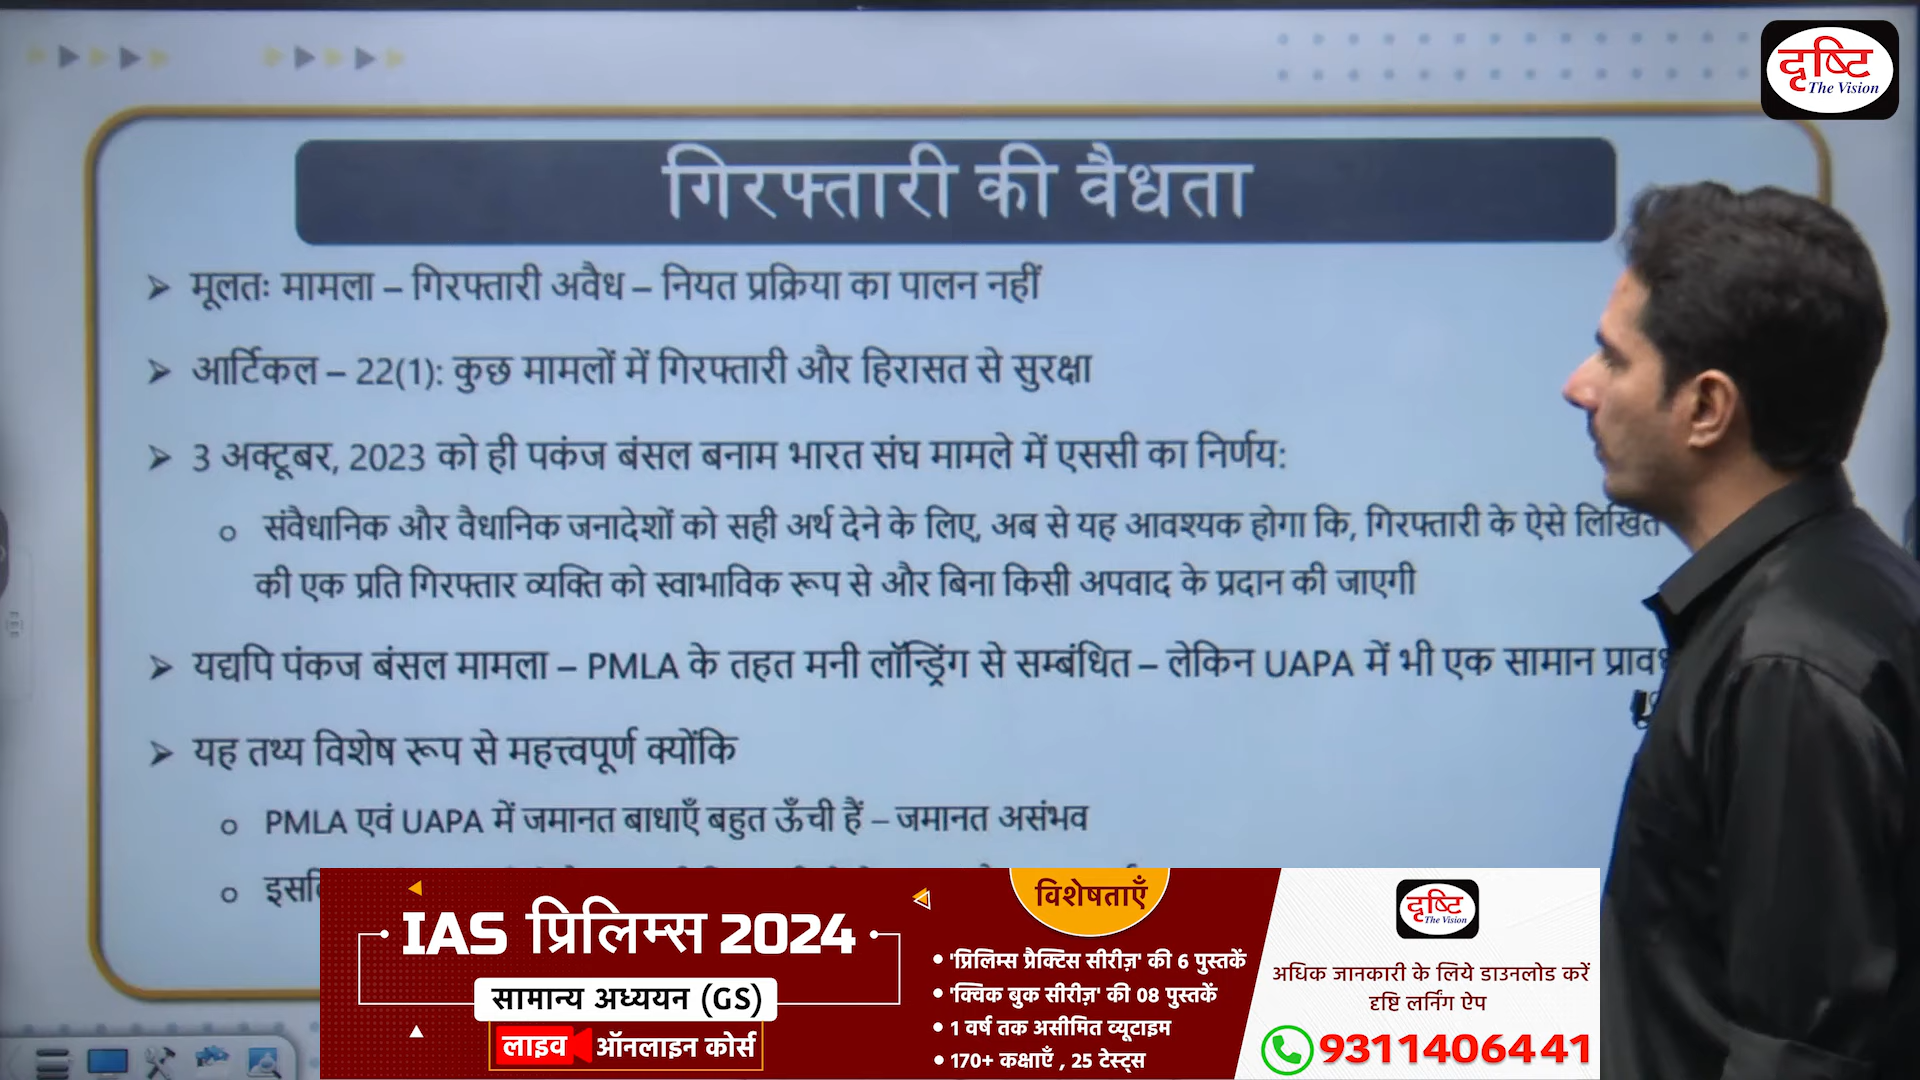 दृष्टि
The Vision
गिरफ्तारी की वैधता
मूलतः मामला – गिरफ्तारी अवैध – नियत प्रक्रिया का पालन नहीं
आर्टिकल – 22(1): कुछ मामलों में गिरफ्तारी और हिरासत से सुरक्षा
3 अक्टूबर, 2023 को ही पकंज बंसल बनाम भारत संघ मामले में एससी का निर्णय:
संवैधानिक और वैधानिक जनादेशों को सही अर्थ देने के लिए, अब से यह आवश्यक होगा कि, गिरफ्तारी के ऐसे लिखित
की एक प्रति गिरफ्तार व्यक्ति को स्वाभाविक रूप से और बिना किसी अपवाद के प्रदान की जाएगी
यद्यपि पंकज बंसल मामला – PMLA के तहत मनी लॉन्ड्रिंग से सम्बंधित – लेकिन UAPA में भी एक सामान
यह तथ्य विशेष रूप से महत्त्वपूर्ण क्योंकि
PMLA एवं UAPA में जमानत बाधाएँ बहुत ऊँची हैं – जमानत असंभव
IAS प्रिलिम्स 2024
सामान्य अध्ययन (GS)
लाइव ऑनलाइन कोर्स
विशेषताएँ
• 'प्रिलिम्स प्रैक्टिस सीरीज़' की 6 पुस्तकें
• 'क्विक बुक सीरीज़' की 08 पुस्तकें
• 1 वर्ष तक असीमित व्यूटाइम
• 170+ कक्षाएँ , 25 टेस्ट्स
दृष्टि
The Vision
अधिक जानकारी के लिये डाउनलोड करें
दृष्टि लर्निंग ऐप
9311406441